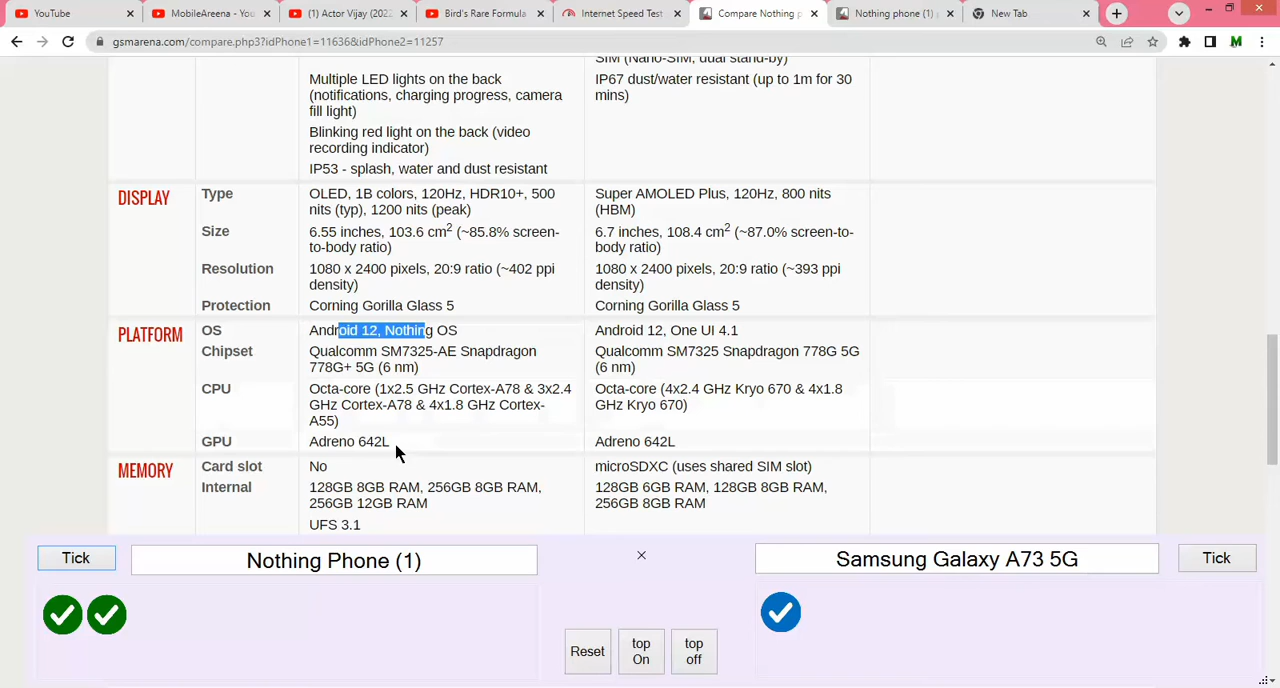 YouTube
MobileAreena - You
(1) Actor Vijay (2022
Bird's Rare Formula
Internet Speed Test
Compare Nothing p
Nothing phone (1)
New Tab
gsmarena.com/compare.php3?idPhone1=11636&idPhone2=11257
SIM (Nano-SIM, dual stand-by)
Multiple LED lights on the back
(notifications, charging progress, camera
fill light)
IP67 dust/water resistant (up to 1m for 30
mins)
Blinking red light on the back (video
recording indicator)
IP53 - splash, water and dust resistant
DISPLAY
Type
OLED, 1B colors, 120Hz, HDR10+, 500
nits (typ), 1200 nits (peak)
Super AMOLED Plus, 120Hz, 800 nits
(HBM)
Size
6.55 inches, 103.6 cm2 (~85.8% screen-
to-body ratio)
6.7 inches, 108.4 cm2 (~87.0% screen-to-
body ratio)
Resolution
1080 x 2400 pixels, 20:9 ratio (~402 ppi
density)
1080 x 2400 pixels, 20:9 ratio (~393 ppi
density)
Protection
Corning Gorilla Glass 5
Corning Gorilla Glass 5
PLATFORM
OS
Android 12, Nothing OS
Android 12, One UI 4.1
Chipset
Qualcomm SM7325-AE Snapdragon
778G+ 5G (6 nm)
Qualcomm SM7325 Snapdragon 778G 5G
(6 nm)
CPU
Octa-core (1x2.5 GHz Cortex-A78 & 3x2.4
GHz Cortex-A78 & 4x1.8 GHz Cortex-
A55)
Octa-core (4x2.4 GHz Kryo 670 & 4x1.8
GHz Kryo 670)
GPU
Adreno 642L
Adreno 642L
MEMORY
Card slot
No
microSDXC (uses shared SIM slot)
Internal
128GB 8GB RAM, 256GB 8GB RAM,
256GB 12GB RAM
128GB 6GB RAM, 128GB 8GB RAM,
256GB 8GB RAM
UFS 3.1
Tick
Nothing Phone (1)
Samsung Galaxy A73 5G
Tick
Reset
top
On
top
off